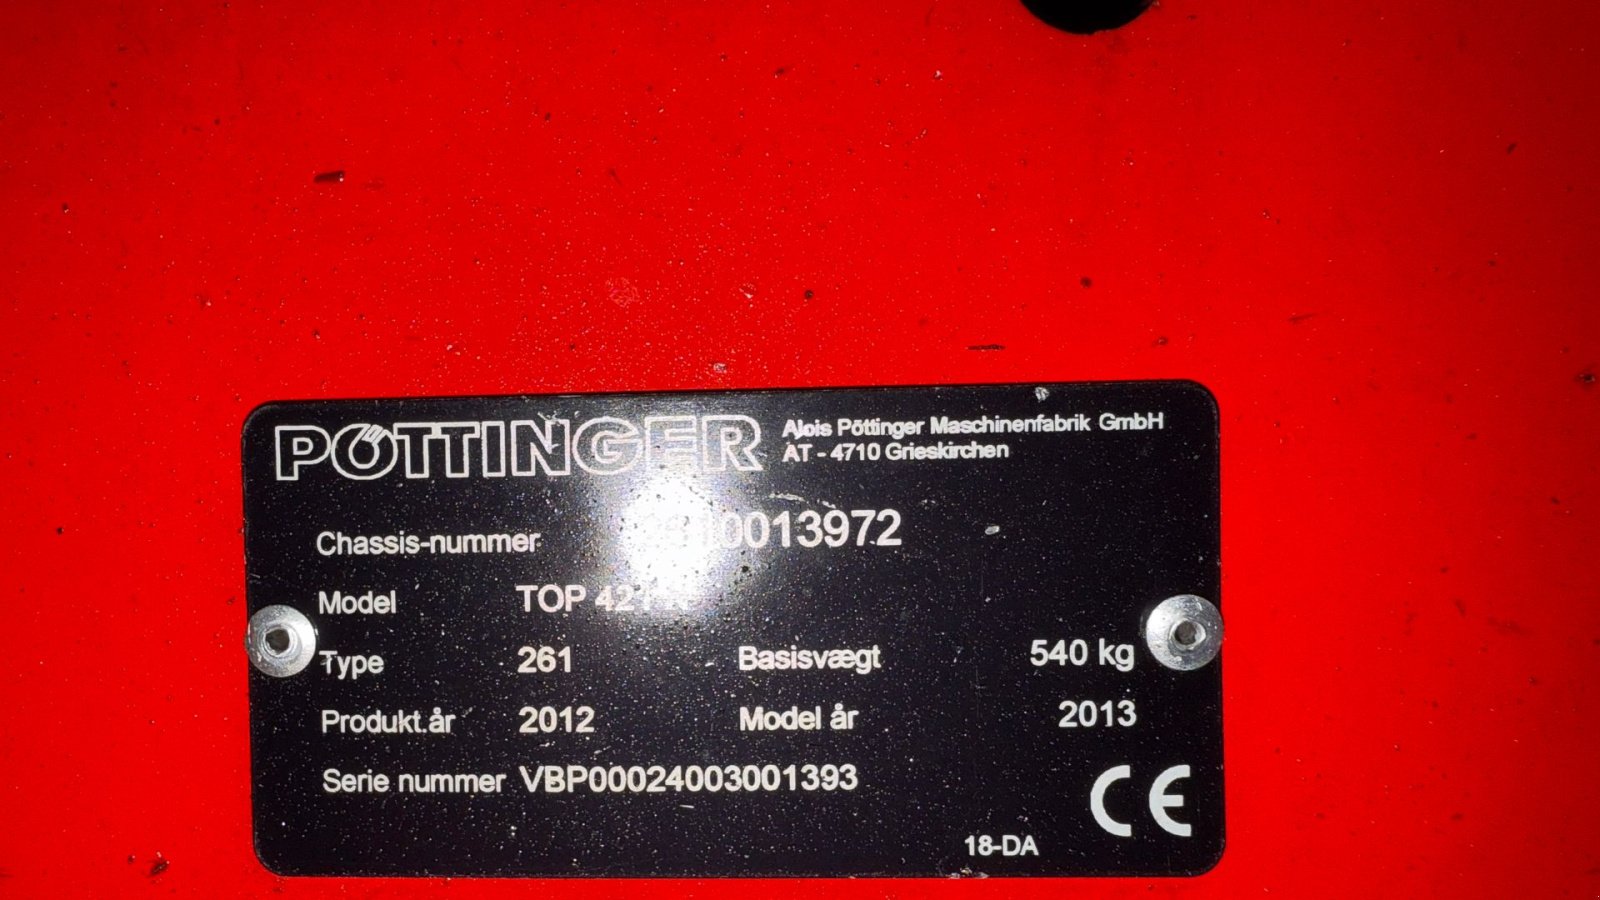 PÖTTINGER Alois Pöttinger Maschinenfabrik GmbH
AT - 4710 Grieskirchen
Chassis-nummer
Model TOP
Type 261 Basisvægt 540 kg
Produkt.år 2012 Model år 2013
Serie nummer VBP00024003001393
CE
18-DA